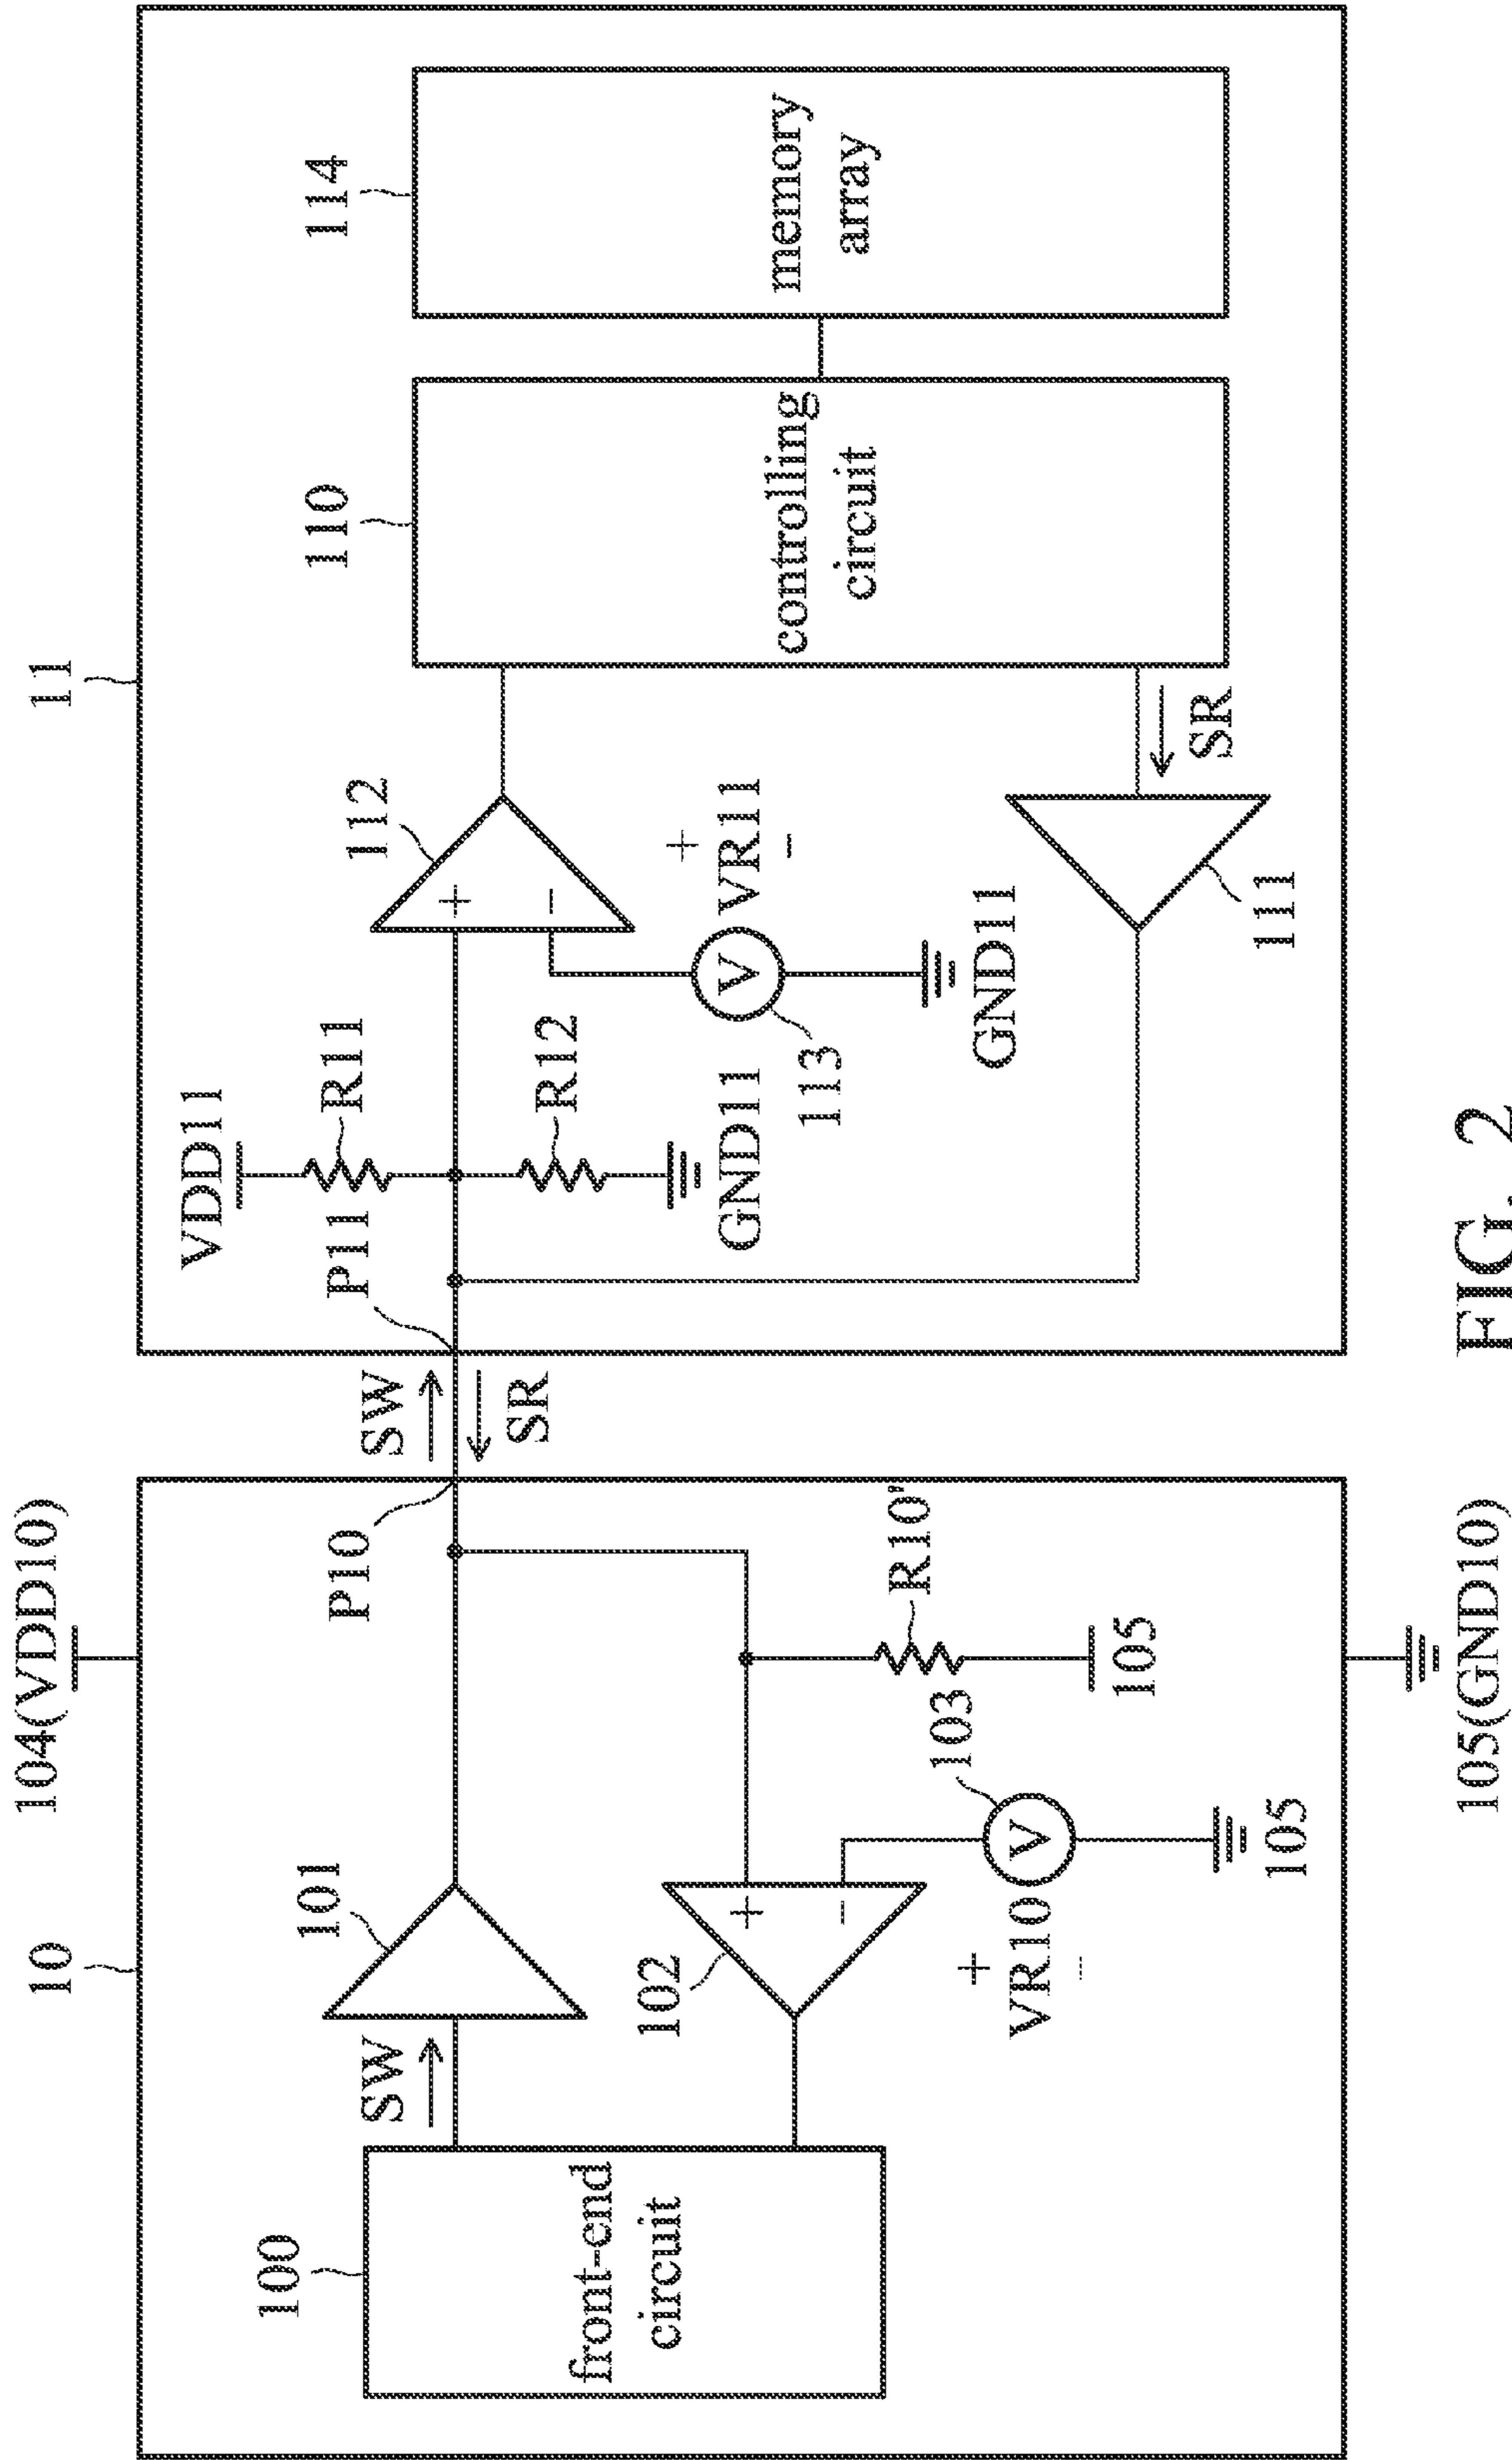 104(VDD10)
10
11
100
front-end
circuit
SW
101
P10
SW
SR
P11
VDD11
R11
R12
GND11
112
+
−
V
+
VR11
−
113
GND11
110
controlling
circuit
114
memory
array
SR
111
102
+
−
103
V
+
VR10
−
105
R10'
105
105(GND10)
FIG. 2